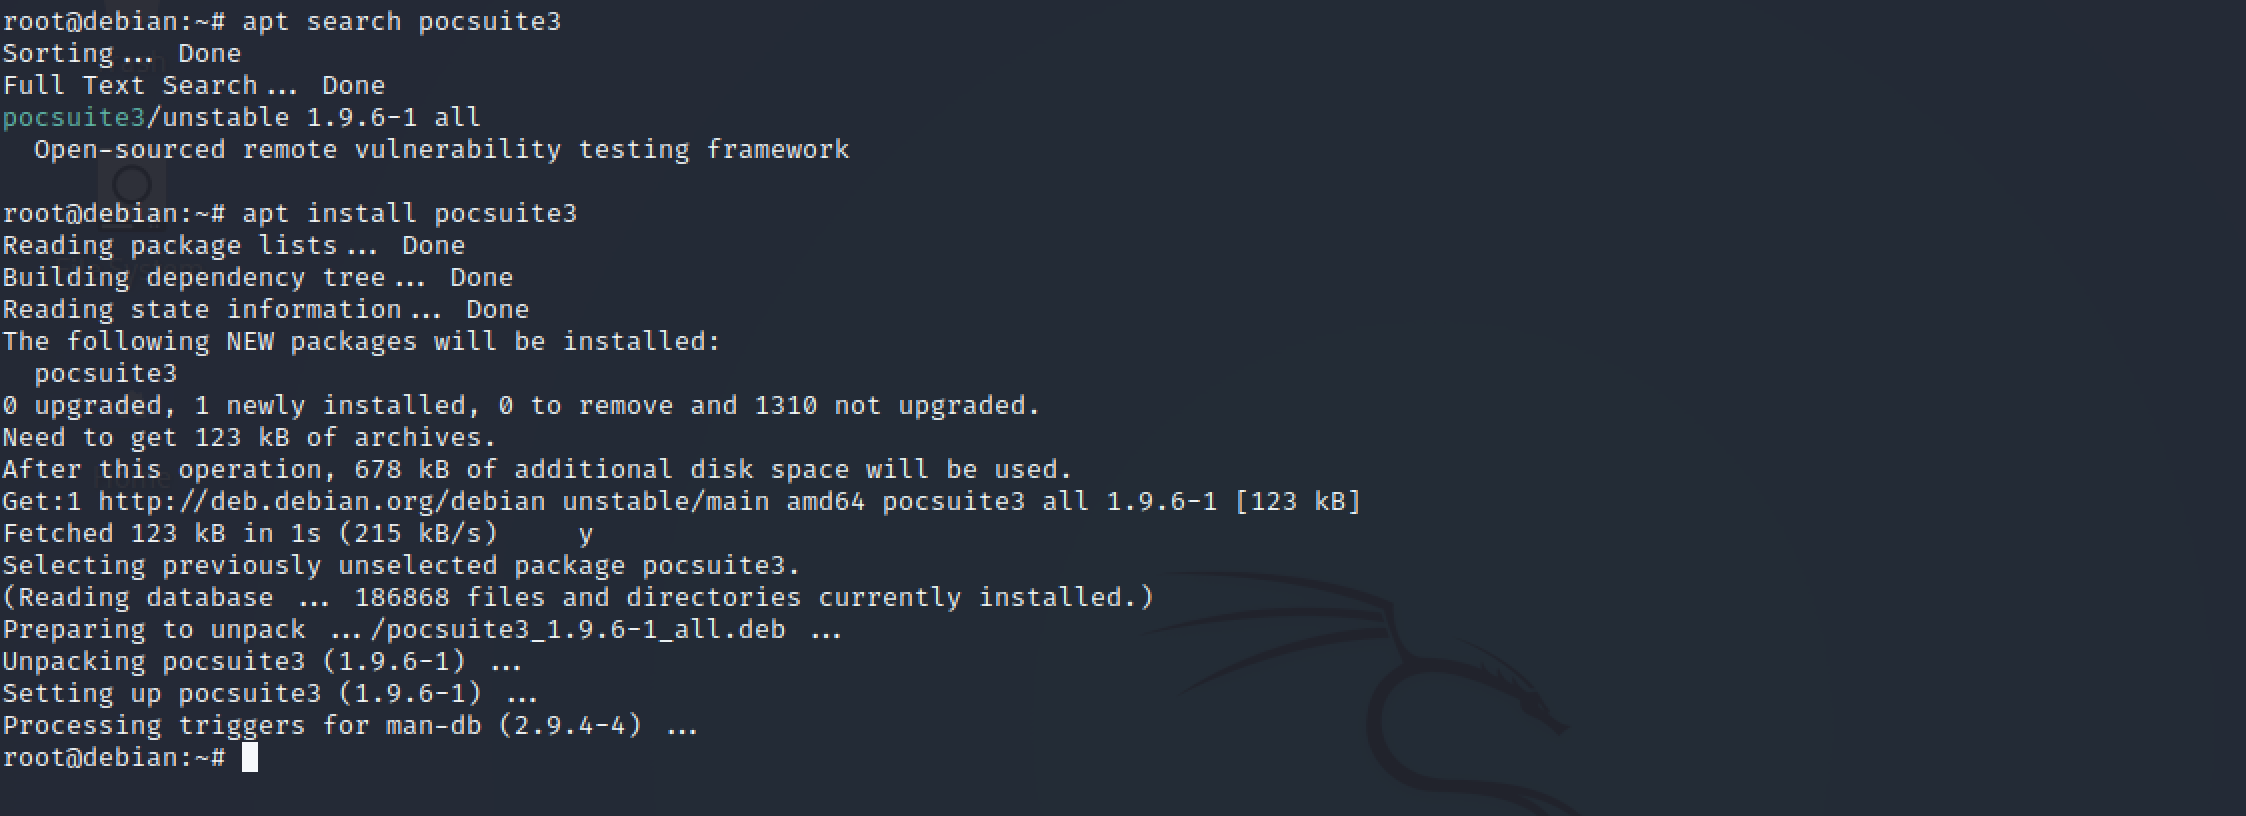 root@debian:~# apt search pocsuite3
Sorting... Done
Full Text Search... Done
pocsuite3/unstable 1.9.6-1 all
  Open-sourced remote vulnerability testing framework

root@debian:~# apt install pocsuite3
Reading package lists... Done
Building dependency tree... Done
Reading state information... Done
The following NEW packages will be installed:
  pocsuite3
0 upgraded, 1 newly installed, 0 to remove and 1310 not upgraded.
Need to get 123 kB of archives.
After this operation, 678 kB of additional disk space will be used.
Get:1 http://deb.debian.org/debian unstable/main amd64 pocsuite3 all 1.9.6-1 [123 kB]
Fetched 123 kB in 1s (215 kB/s)     y
Selecting previously unselected package pocsuite3.
(Reading database ... 186868 files and directories currently installed.)
Preparing to unpack .../pocsuite3_1.9.6-1_all.deb ...
Unpacking pocsuite3 (1.9.6-1) ...
Setting up pocsuite3 (1.9.6-1) ...
Processing triggers for man-db (2.9.4-4) ...
root@debian:~#